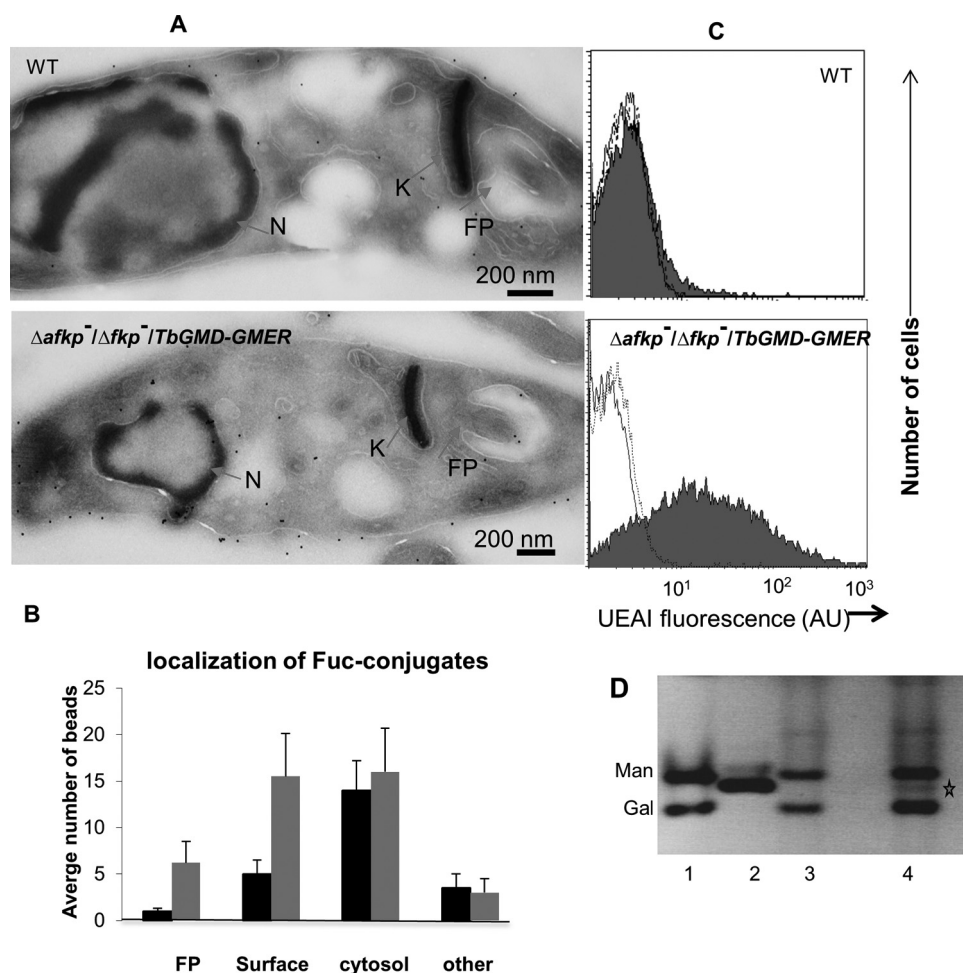 A
WT
N
K
FP
200 nm
Δafkp⁻/Δfkp⁻/TbGMD-GMER
N
K
FP
200 nm
C
WT
Δafkp⁻/Δfkp⁻/TbGMD-GMER
10¹ 10² 10³
UEAI fluorescence (AU)
Number of cells
B
localization of Fuc-conjugates
Averge number of beads
25
20
15
10
5
0
FP Surface cytosol other
D
Man
Gal
1 2 3 4